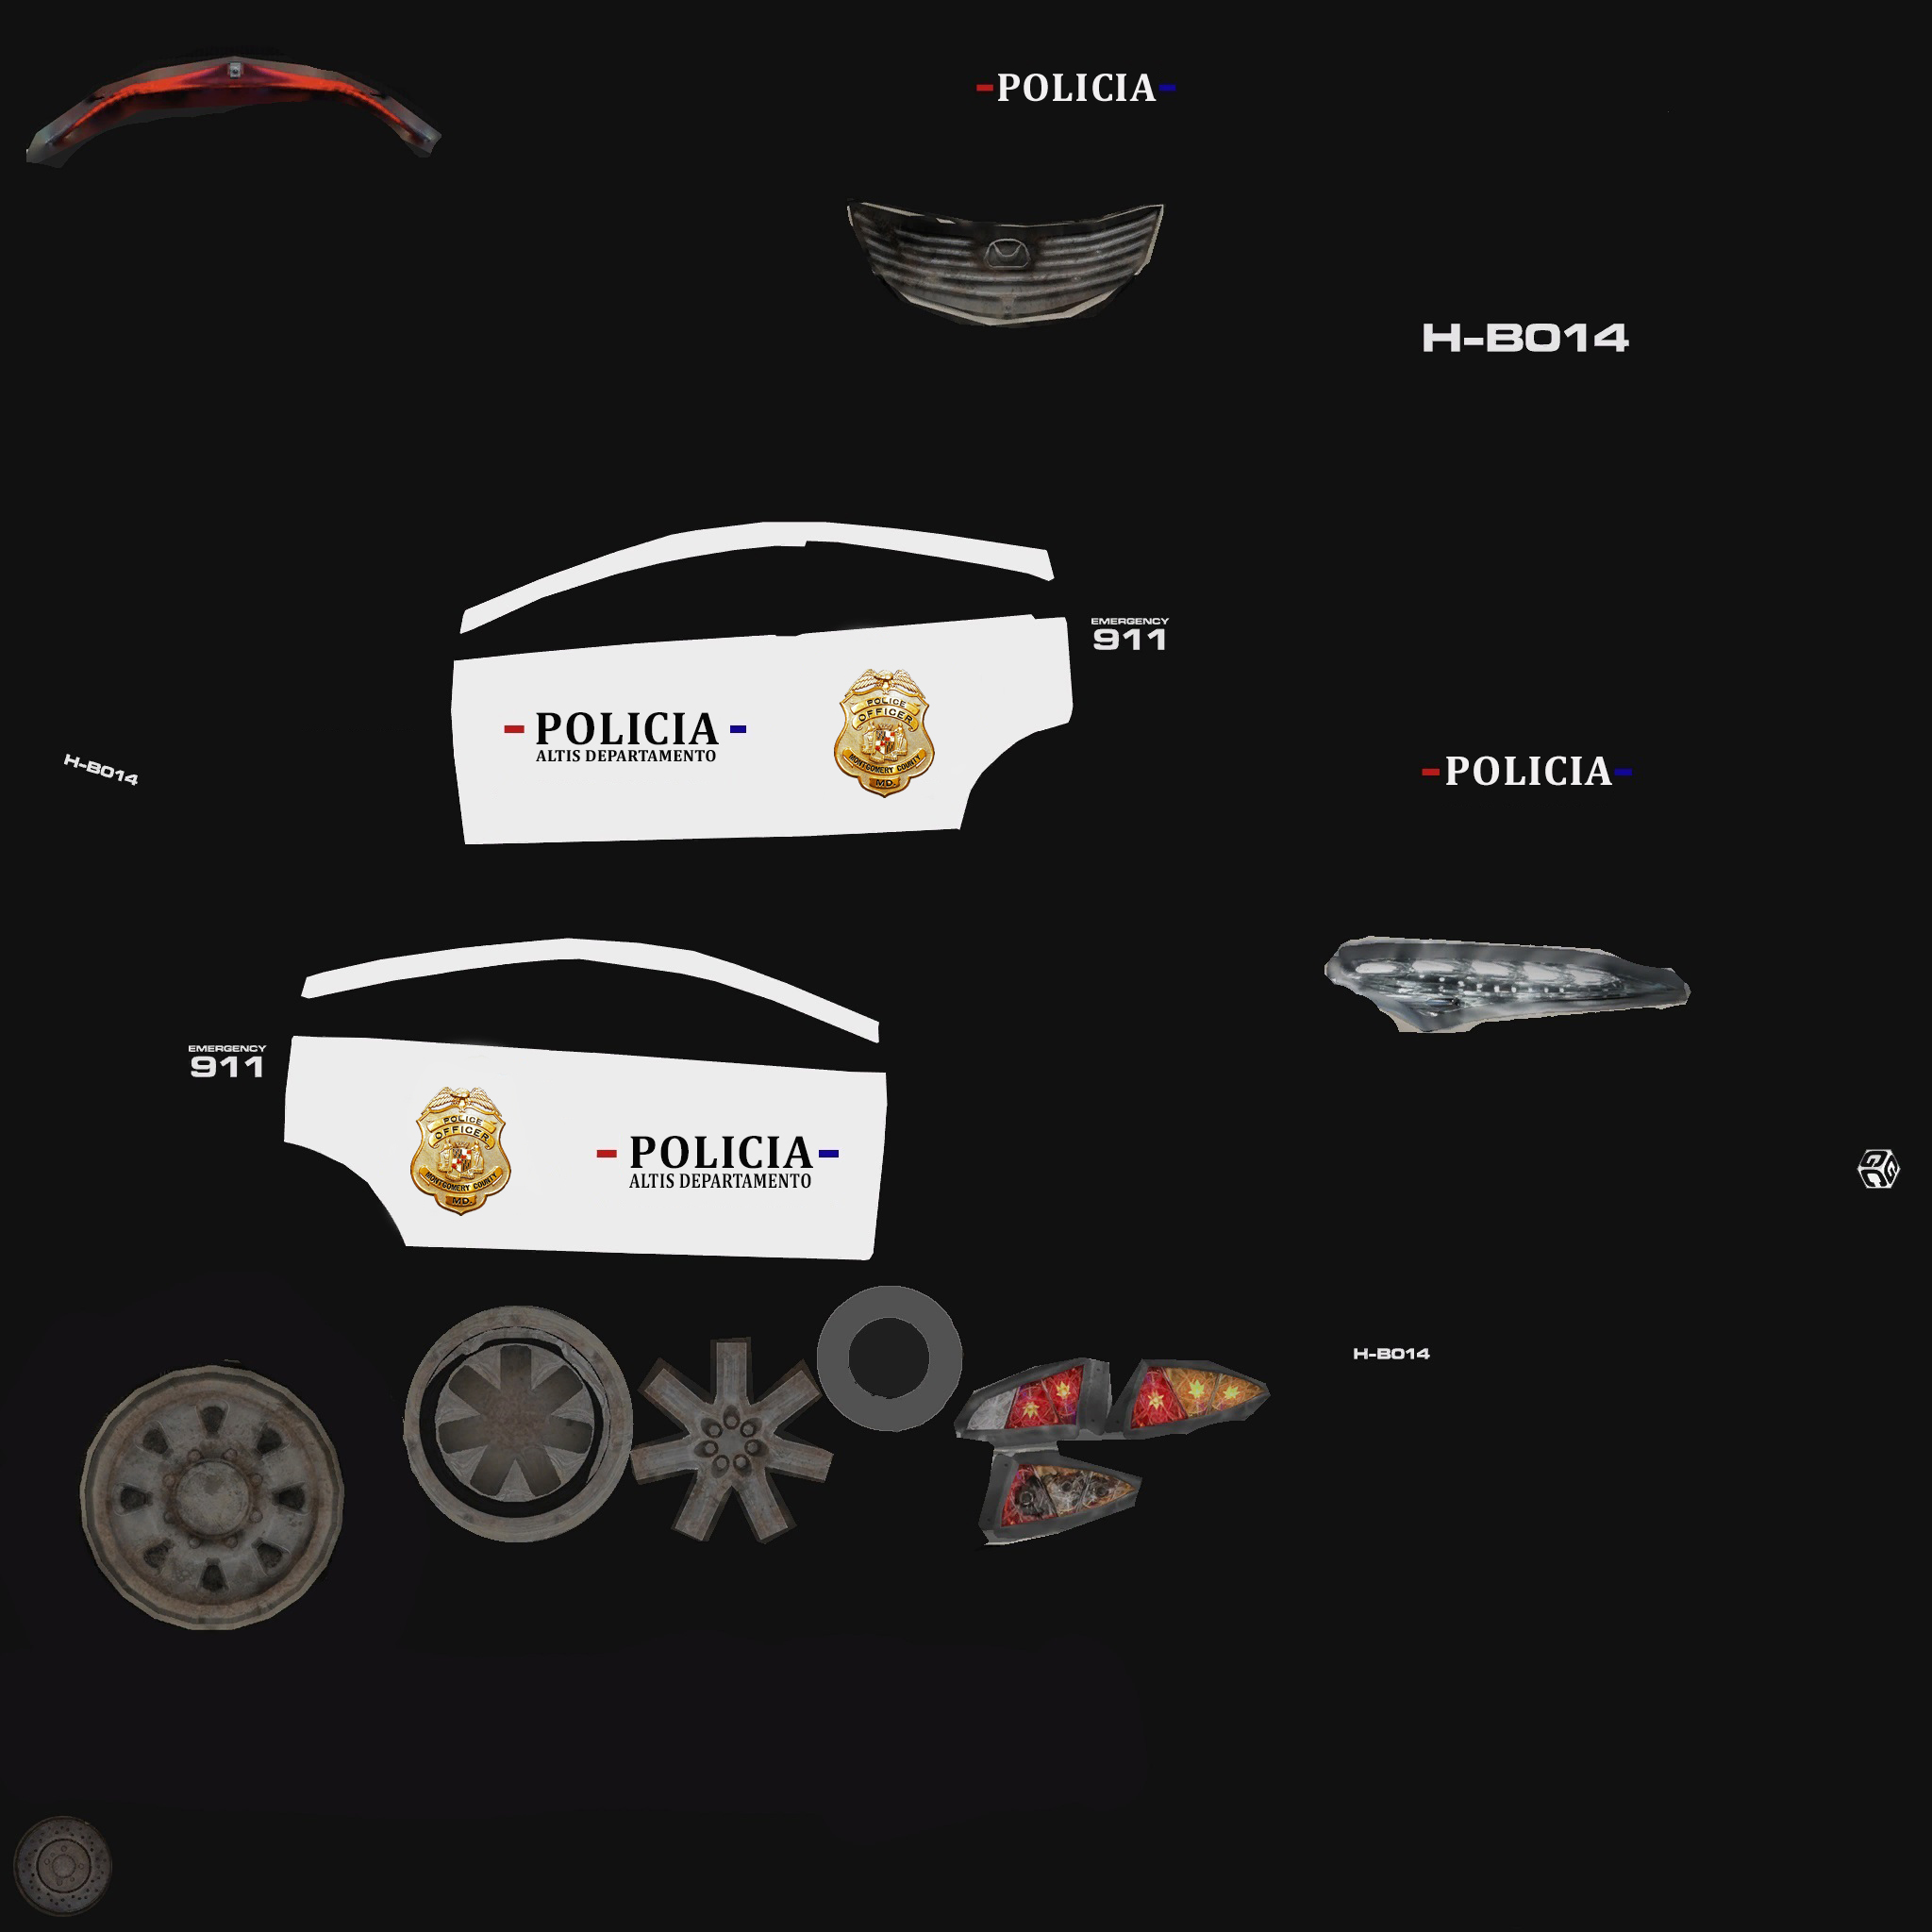 POLICIA
H-B014
EMERGENCY
911
POLICIA
ALTIS DEPARTAMENTO
POLICE
OFFICER
MONTGOMERY COUNTY
MD.
H-B014
POLICIA
EMERGENCY
911
POLICE
OFFICER
MONTGOMERY COUNTY
MD.
POLICIA
ALTIS DEPARTAMENTO
H-B014